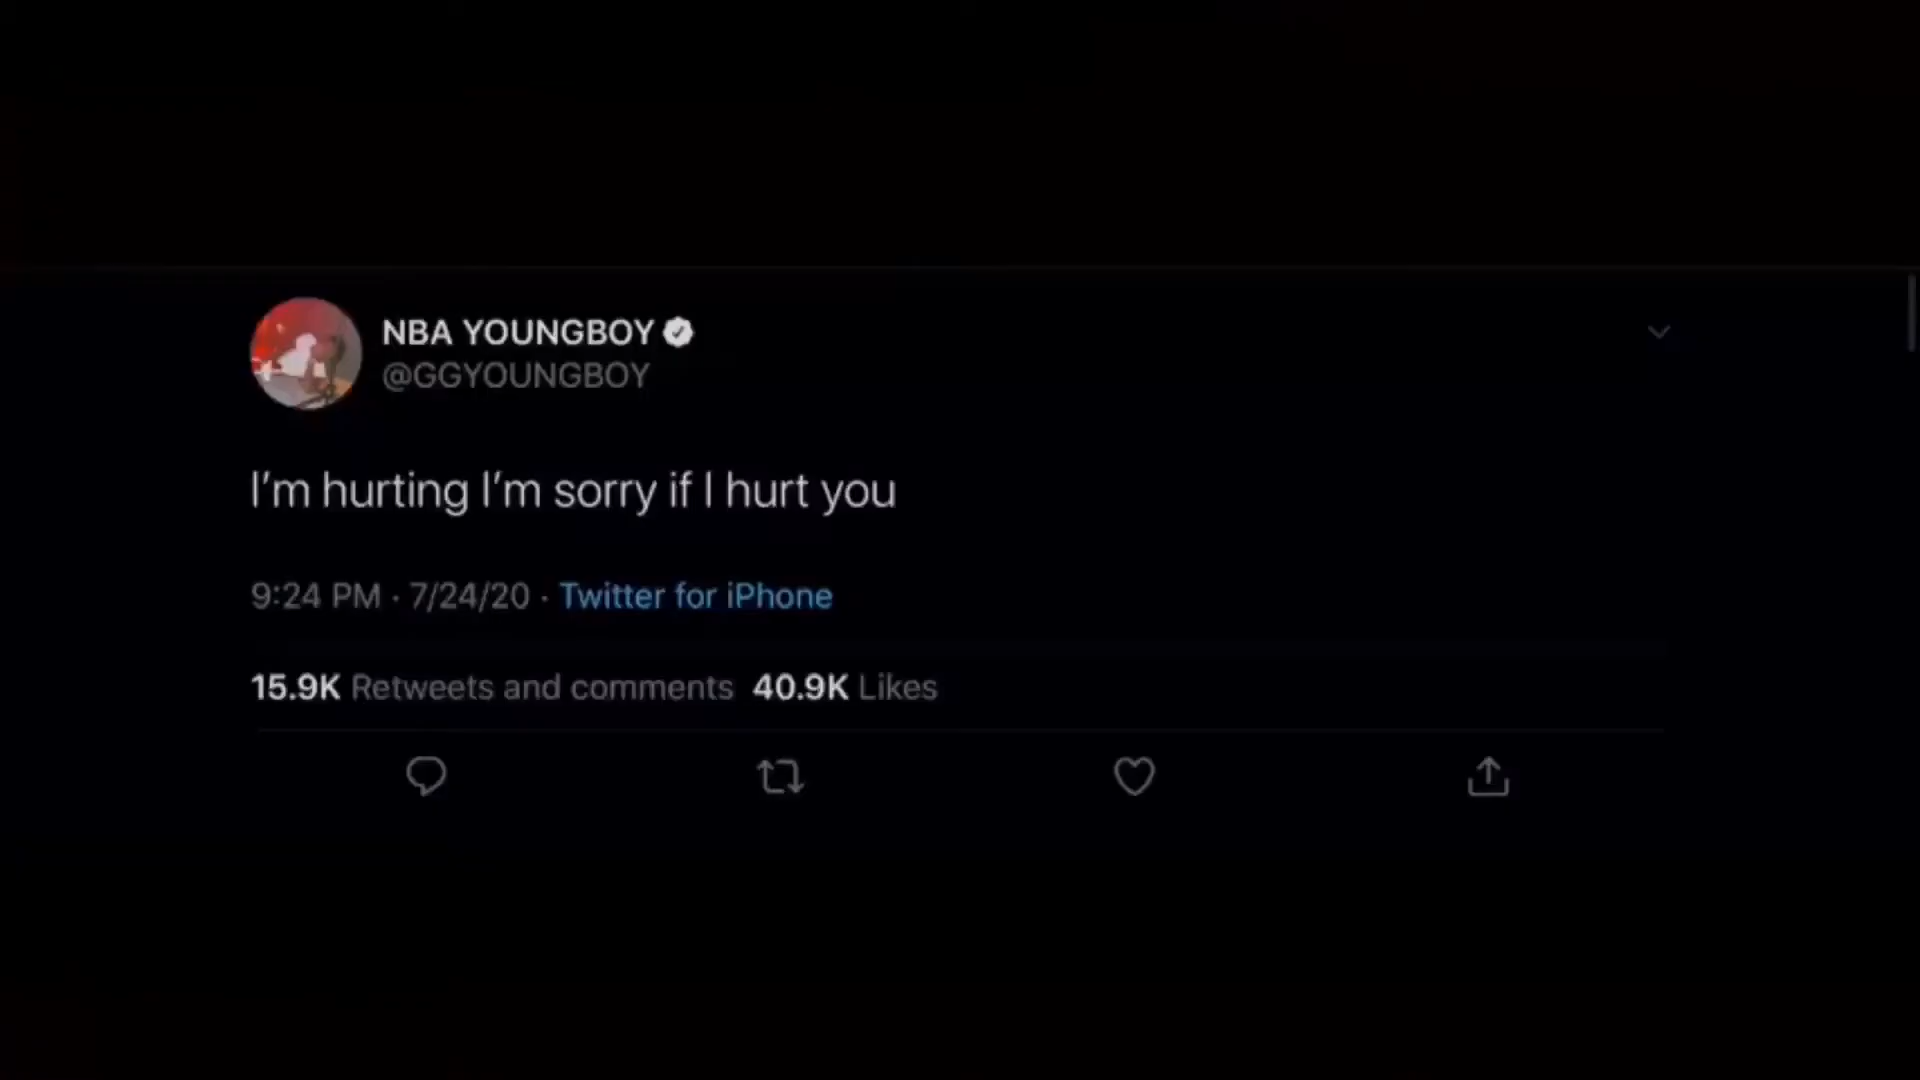 NBA YOUNGBOY
@GGYOUNGBOY
I’m hurting I’m sorry if I hurt you
9:24 PM · 7/24/20 · Twitter for iPhone
15.9K Retweets and comments 40.9K Likes